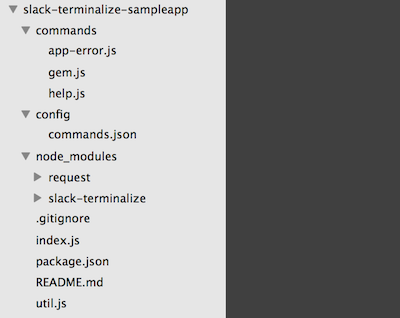 slack-terminalize-sampleapp
commands
app-error.js
gem.js
help.js
config
commands.json
node_modules
request
slack-terminalize
.gitignore
index.js
package.json
README.md
util.js